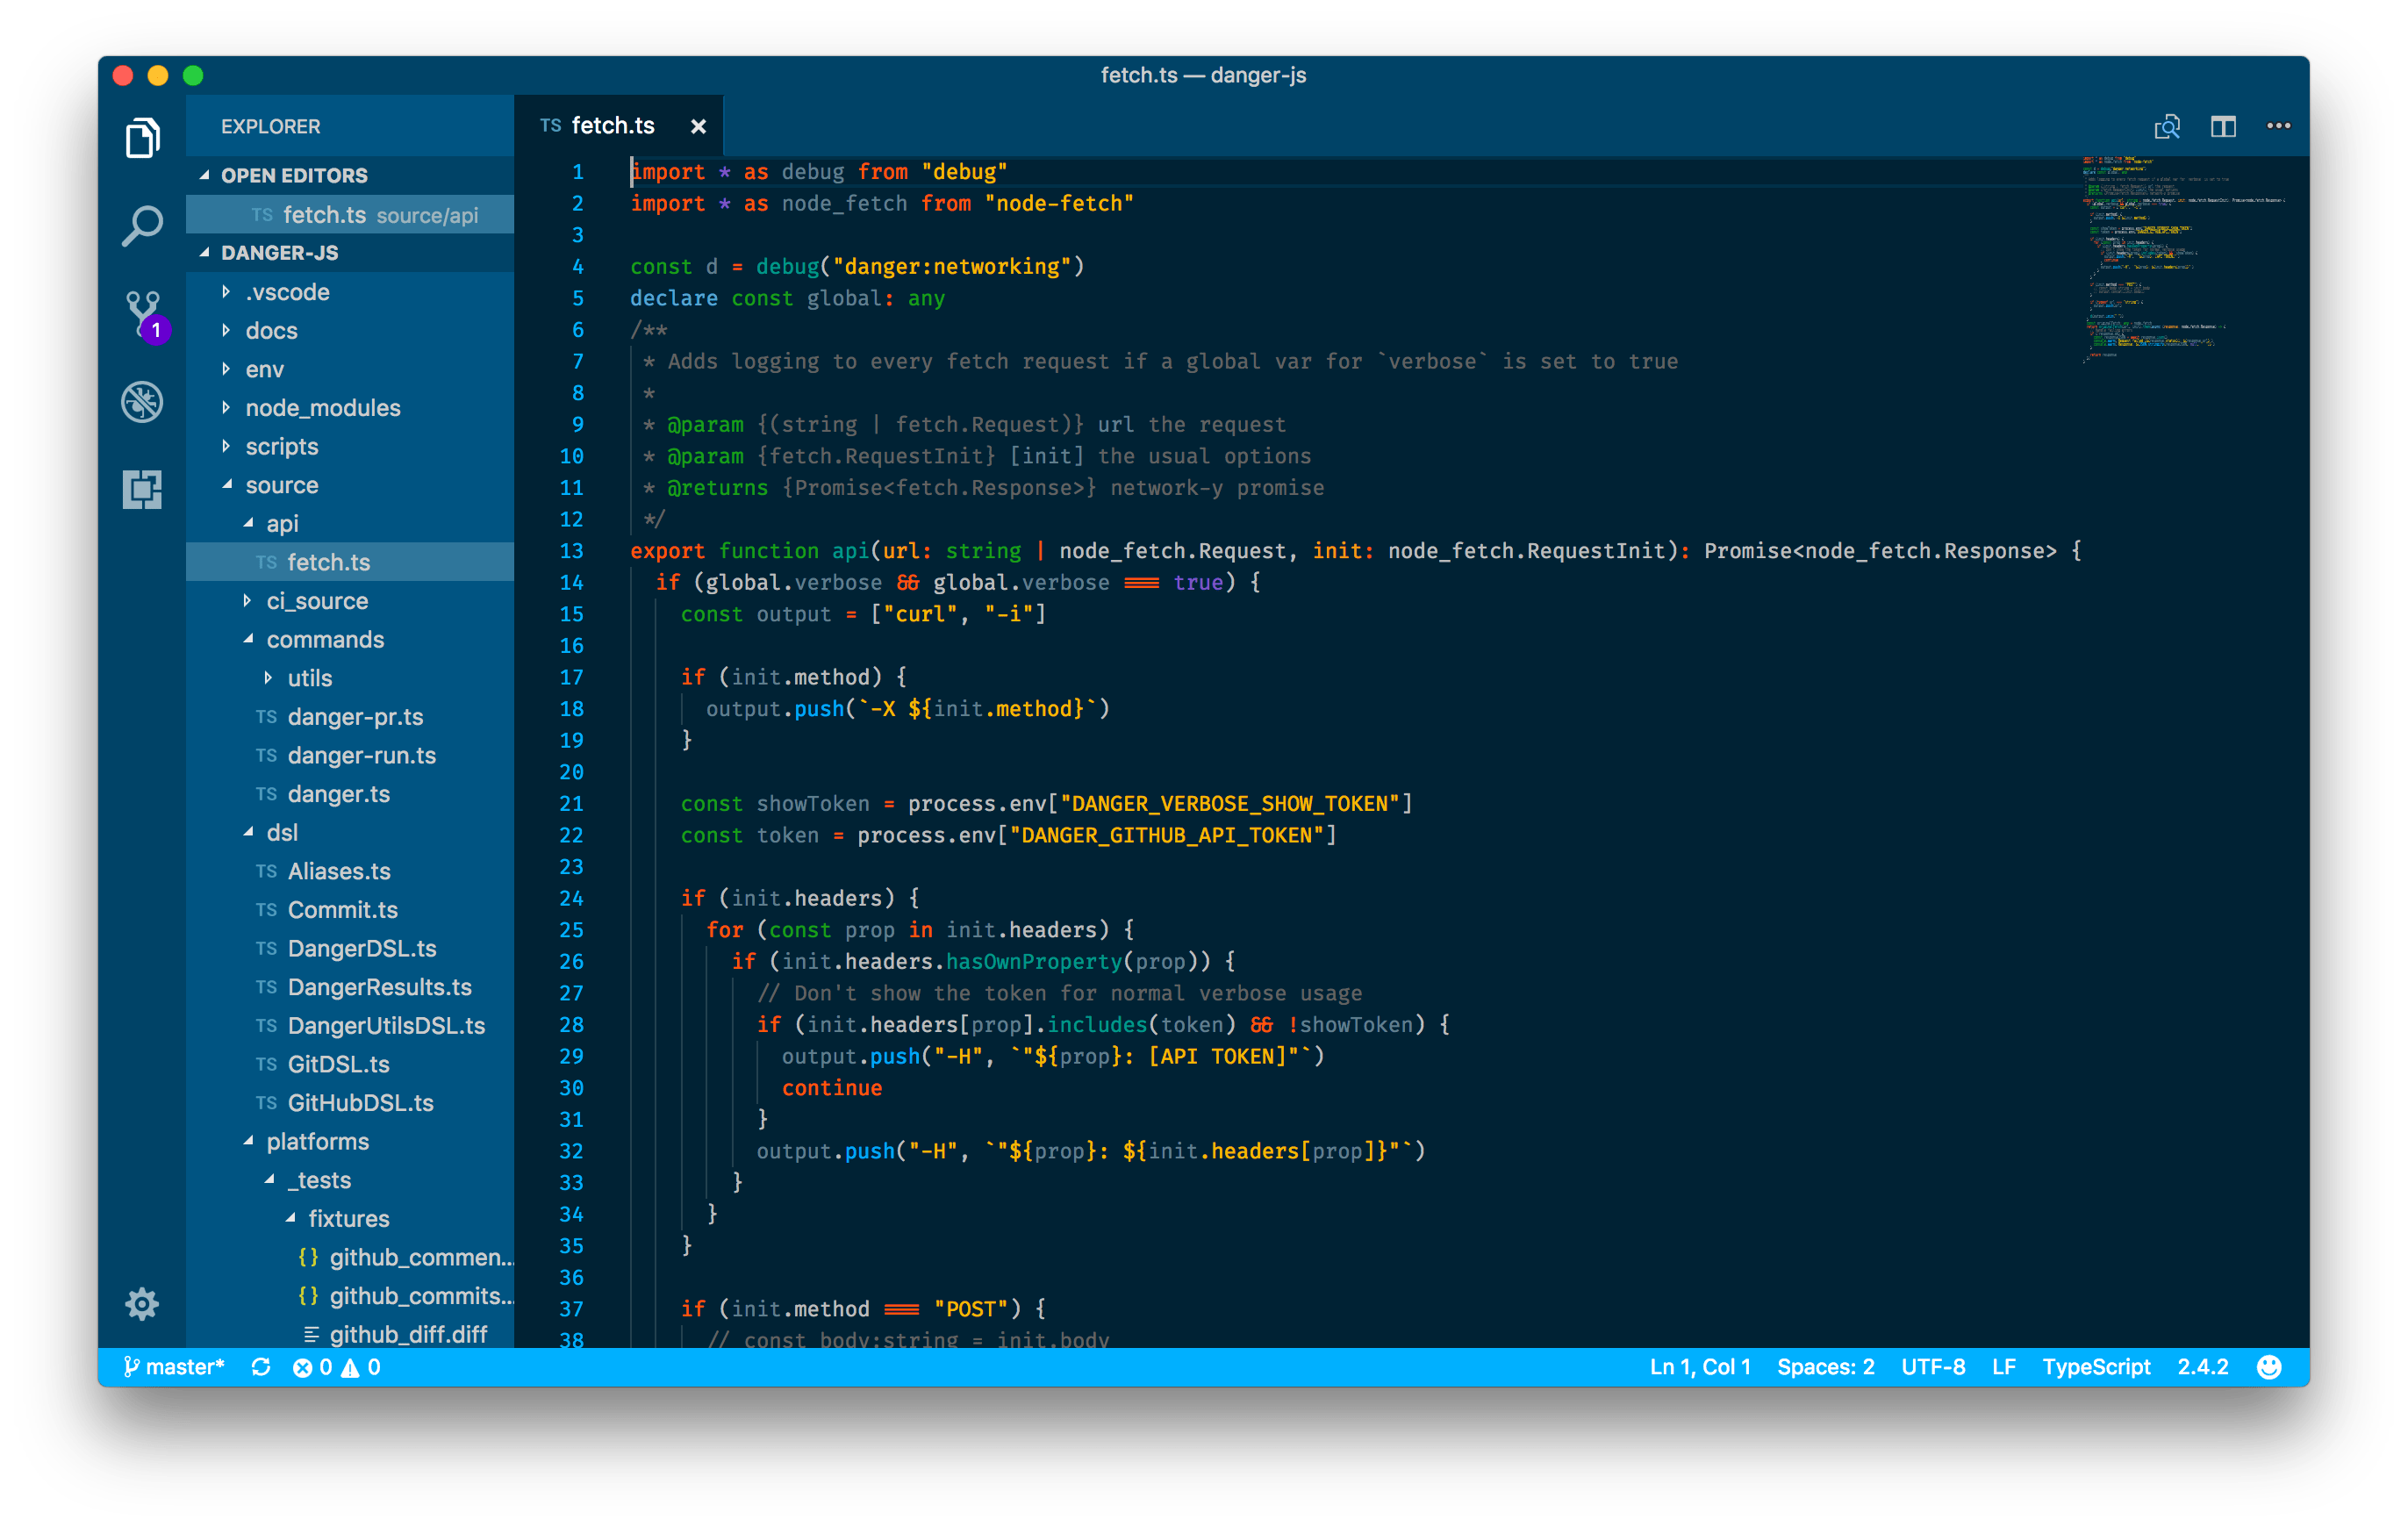 fetch.ts — danger-js
EXPLORER
OPEN EDITORS
TS fetch.ts source/api
DANGER-JS
.vscode
docs
env
node_modules
scripts
source
api
TS fetch.ts
ci_source
commands
utils
TS danger-pr.ts
TS danger-run.ts
TS danger.ts
dsl
TS Aliases.ts
TS Commit.ts
TS DangerDSL.ts
TS DangerResults.ts
TS DangerUtilsDSL.ts
TS GitDSL.ts
TS GitHubDSL.ts
platforms
_tests
fixtures
{} github_commen...
{} github_commits...
github_diff.diff
1
TS fetch.ts ×
1 import * as debug from "debug"
2 import * as node_fetch from "node-fetch"
3
4 const d = debug("danger:networking")
5 declare const global: any
6 /**
7  * Adds logging to every fetch request if a global var for `verbose` is set to true
8  *
9  * @param {(string | fetch.Request)} url the request
10  * @param {fetch.RequestInit} [init] the usual options
11  * @returns {Promise<fetch.Response>} network-y promise
12  */
13 export function api(url: string | node_fetch.Request, init: node_fetch.RequestInit): Promise<node_fetch.Response> {
14   if (global.verbose && global.verbose === true) {
15     const output = ["curl", "-i"]
16
17     if (init.method) {
18       output.push(`-X ${init.method}`)
19     }
20
21     const showToken = process.env["DANGER_VERBOSE_SHOW_TOKEN"]
22     const token = process.env["DANGER_GITHUB_API_TOKEN"]
23
24     if (init.headers) {
25       for (const prop in init.headers) {
26         if (init.headers.hasOwnProperty(prop)) {
27           // Don't show the token for normal verbose usage
28           if (init.headers[prop].includes(token) && !showToken) {
29             output.push("-H", `"${prop}: [API TOKEN]"`)
30             continue
31           }
32           output.push("-H", `"${prop}: ${init.headers[prop]}"`)
33         }
34       }
35     }
36
37     if (init.method === "POST") {
38       // const body:string = init.body
master* 0 0
Ln 1, Col 1 Spaces: 2 UTF-8 LF TypeScript 2.4.2